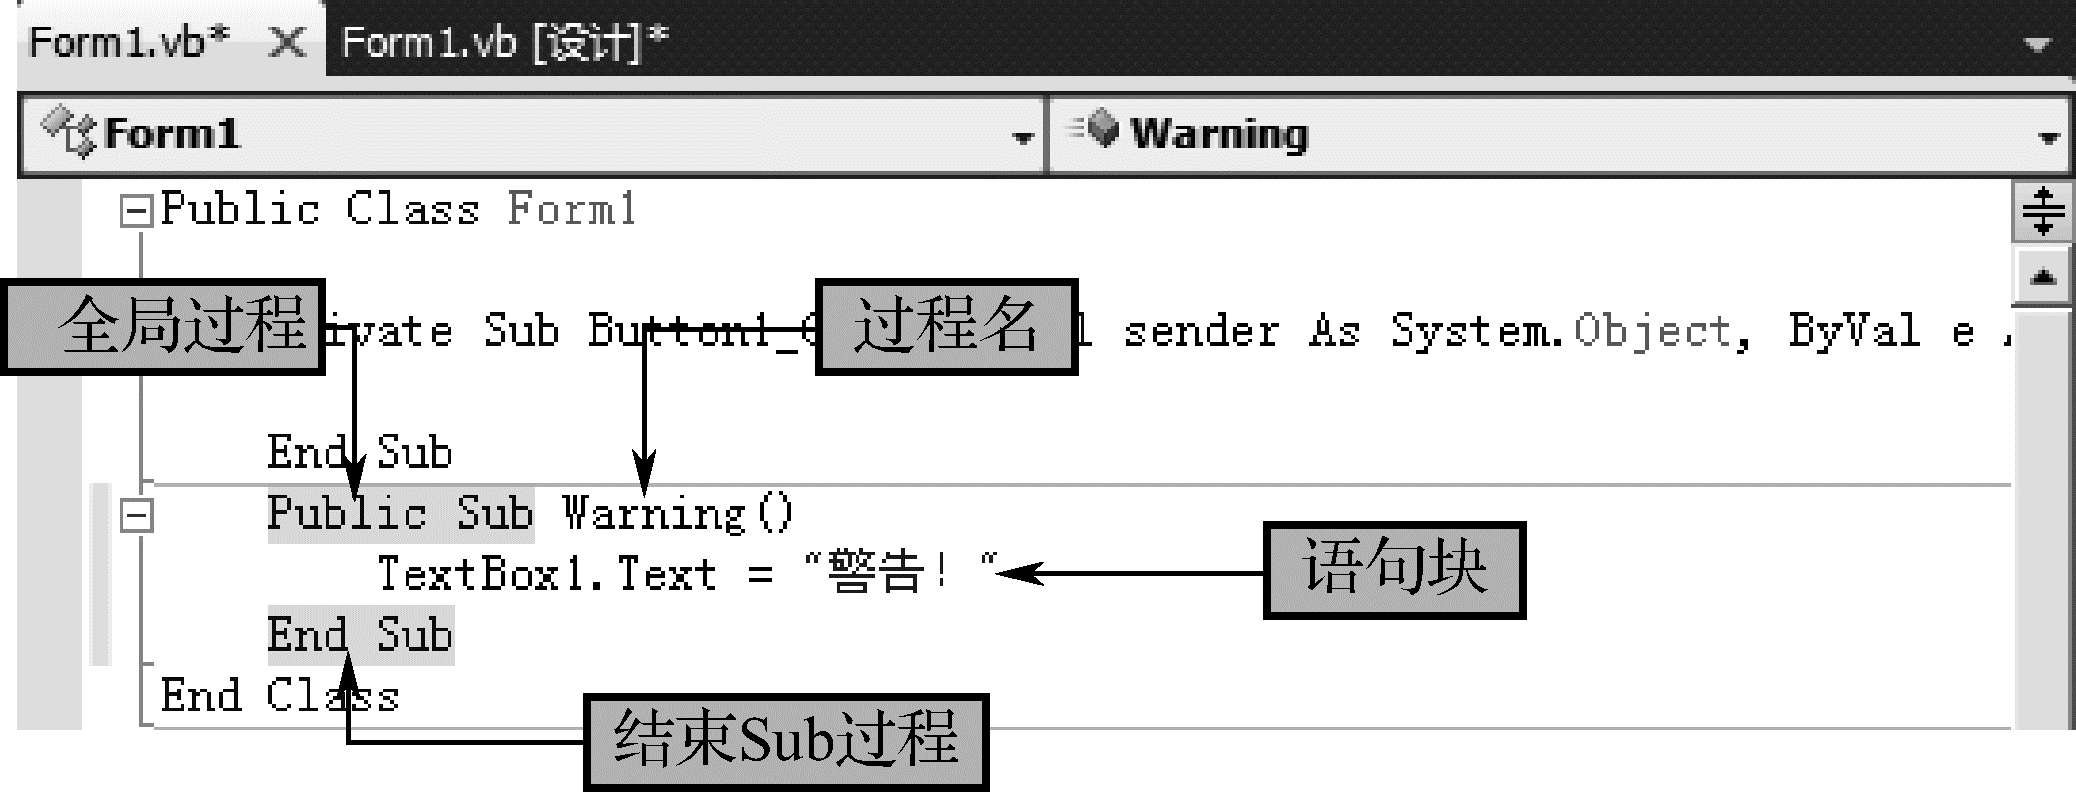 Form1.vb* Form1.vb [设计]*
Form1 Warning
Public Class Form1
全局过程 ivate Sub Button1_ 过程名 l sender As System.Object, ByVal e
End Sub
Public Sub Warning()
TextBox1.Text = "警告！" 语句块
End Sub
End Class
结束Sub过程